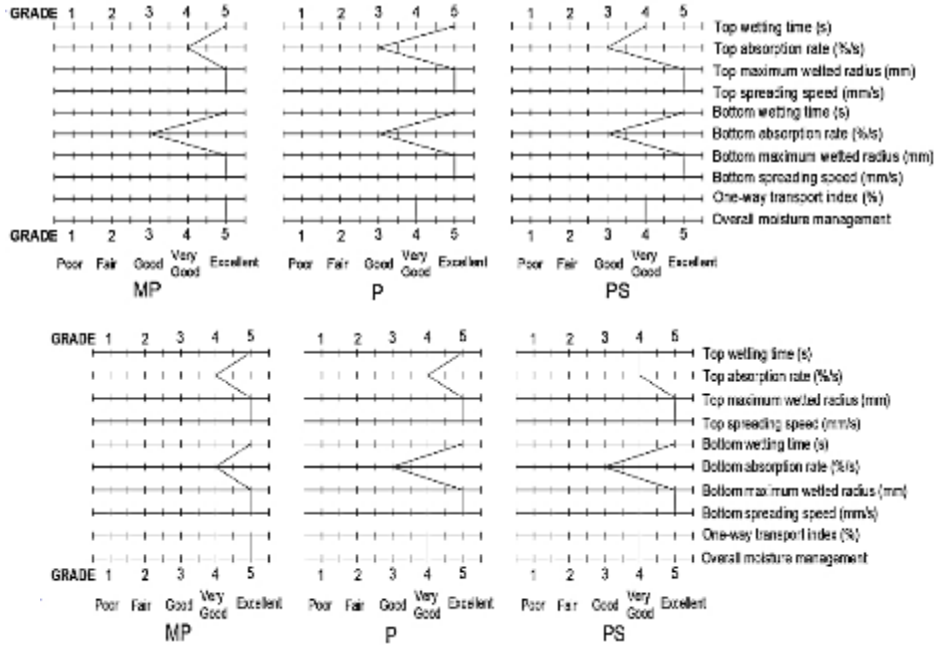 GRADE 1 2 3 4 5 1 2 3 4 5 1 2 3 4 5
Top wetting time (s)
Top absorption rate (%/s)
Top maximum wetted radius (mm)
Top spreading speed (mm/s)
Bottom wetting time (s)
Bottom absorption rate (%/s)
Bottom maximum wetted radius (mm)
Bottom spreading speed (mm/s)
One-way transport index (%)
Overall moisture management
GRADE 1 2 3 4 5 1 2 3 4 5 1 2 3 4 5
Poor Fair Good Very Good Excellent Poor Fair Good Very Good Excellent Poor Fair Good Very Good Excellent
MP P PS
GRADE 1 2 3 4 5 1 2 3 4 5 1 2 3 4 5
Top wetting time (s)
Top absorption rate (%/s)
Top maximum wetted radius (mm)
Top spreading speed (mm/s)
Bottom wetting time (s)
Bottom absorption rate (%/s)
Bottom maximum wetted radius (mm)
Bottom spreading speed (mm/s)
One-way transport index (%)
Overall moisture management
GRADE 1 2 3 4 5 1 2 3 4 5 1 2 3 4 5
Poor Fair Good Very Good Excellent Poor Fair Good Very Good Excellent Poor Fair Good Very Good Excellent
MP P PS